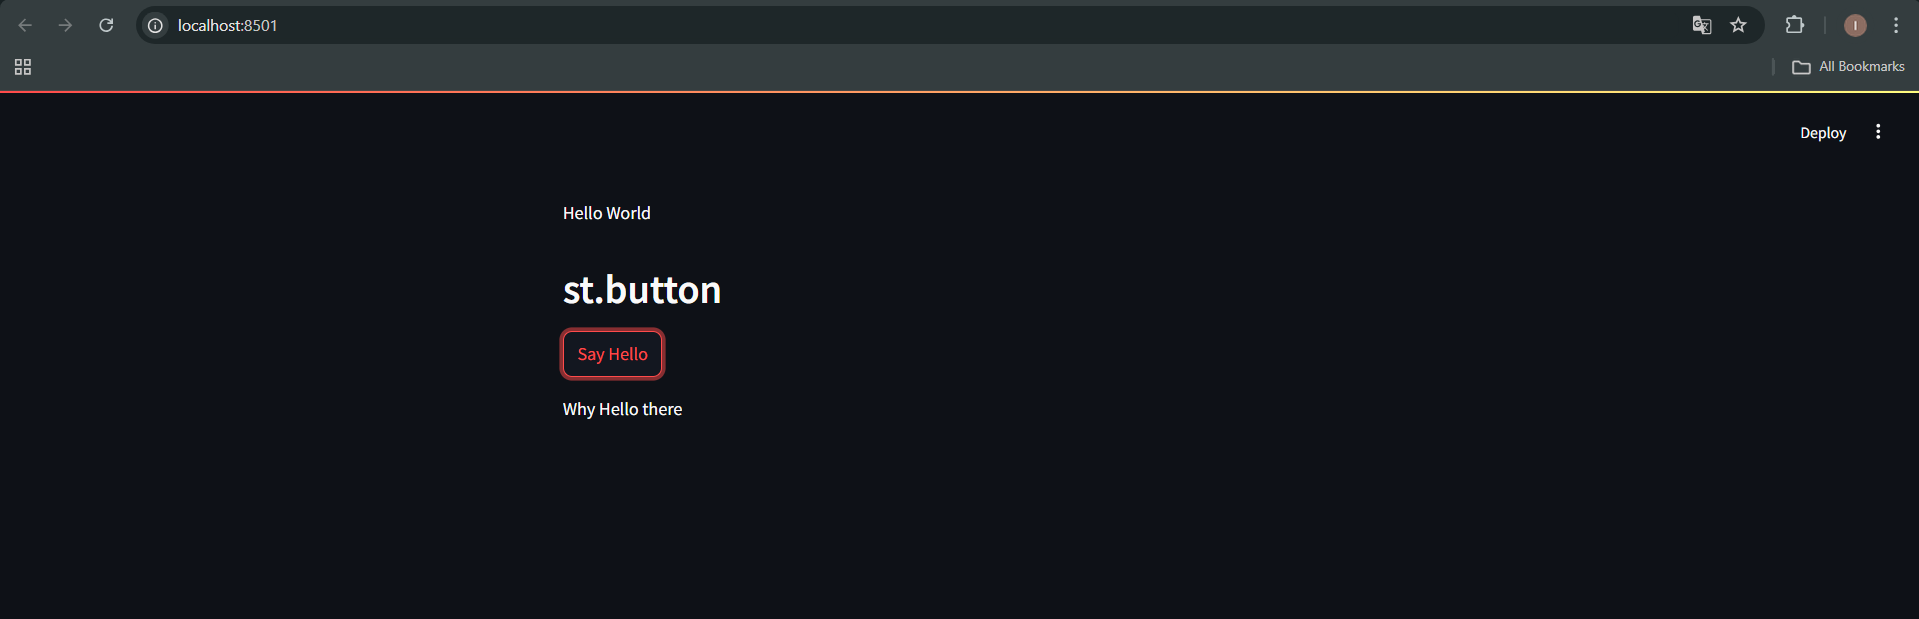 localhost:8501
I
All Bookmarks
Deploy
Hello World
st.button
Say Hello
Why Hello there